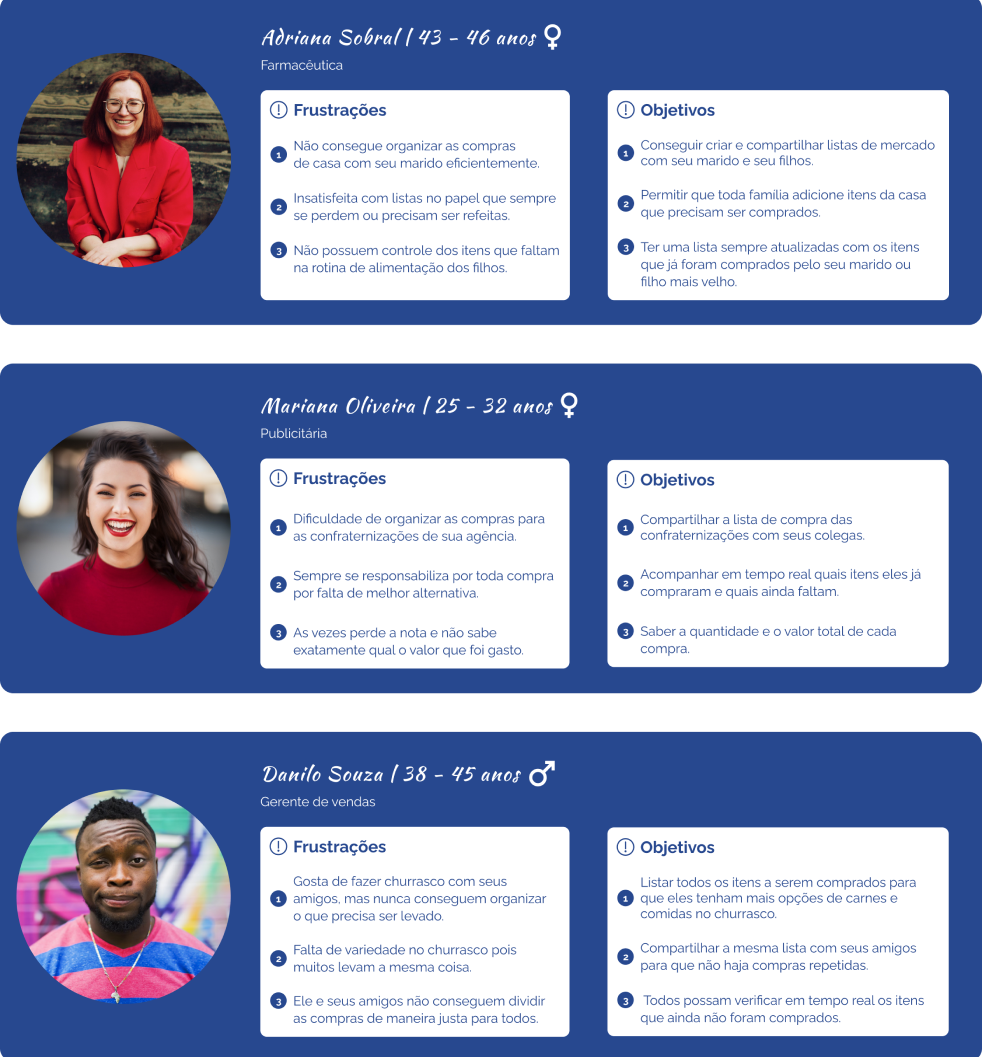 Adriana Sobral | 43 - 46 anos
Farmacêutica
Frustrações
1 Não consegue organizar as compras
de casa com seu marido eficientemente.
2 Insatisfeita com listas no papel que sempre
se perdem ou precisam ser refeitas.
3 Não possuem controle dos itens que faltam
na rotina de alimentação dos filhos.
Objetivos
1 Conseguir criar e compartilhar listas de mercado
com seu marido e seu filhos.
2 Permitir que toda família adicione itens da casa
que precisam ser comprados.
3 Ter uma lista sempre atualizadas com os itens
que já foram comprados pelo seu marido ou
filho mais velho.
Mariana Oliveira | 25 - 32 anos
Publicitária
Frustrações
1 Dificuldade de organizar as compras para
as confraternizações de sua agência.
2 Sempre se responsabiliza por toda compra
por falta de melhor alternativa.
3 As vezes perde a nota e não sabe
exatamente qual o valor que foi gasto.
Objetivos
1 Compartilhar a lista de compra das
confraternizações com seus colegas.
2 Acompanhar em tempo real quais itens eles já
compraram e quais ainda faltam.
3 Saber a quantidade e o valor total de cada
compra.
Danilo Souza | 38 - 45 anos
Gerente de vendas
Frustrações
1 Gosta de fazer churrasco com seus
amigos, mas nunca conseguem organizar
o que precisa ser levado.
2 Falta de variedade no churrasco pois
muitos levam a mesma coisa.
3 Ele e seus amigos não conseguem dividir
as compras de maneira justa para todos.
Objetivos
1 Listar todos os itens a serem comprados para
que eles tenham mais opções de carnes e
comidas no churrasco.
2 Compartilhar a mesma lista com seus amigos
para que não haja compras repetidas.
3 Todos possam verificar em tempo real os itens
que ainda não foram comprados.